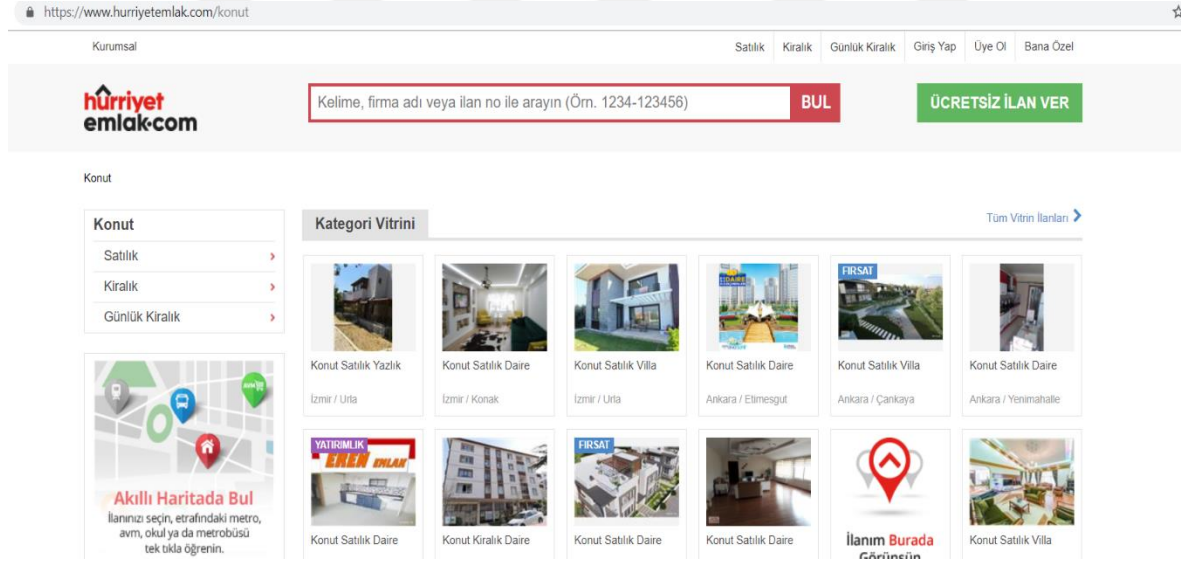 https://www.hurriyetemlak.com/konut
Kurumsal
Satılık Kiralık Günlük Kiralık Giriş Yap Üye Ol Bana Özel
hürriyet
emlak.com
Kelime, firma adı veya ilan no ile arayın (Örn. 1234-123456)
BUL
ÜCRETSİZ İLAN VER
Konut
Konut
Satılık
Kiralık
Günlük Kiralık
Akıllı Haritada Bul
İlanınızı seçin, etrafındaki metro,
avm, okul ya da metrobüsü
tek tıkla öğrenin.
Kategori Vitrini
Tüm Vitrin İlanları
FIRSAT
Konut Satılık Yazlık Konut Satılık Daire Konut Satılık Villa Konut Satılık Daire Konut Satılık Villa Konut Satılık Daire
İzmir / Urla İzmir / Konak İzmir / Urla Ankara / Etimesgut Ankara / Çankaya Ankara / Yenimahalle
YATIRIMLIK
EREN EMLAK
FIRSAT
Konut Satılık Daire Konut Kiralık Daire Konut Satılık Daire Konut Satılık Daire
İlanım Burada
Görünsün
Konut Satılık Villa